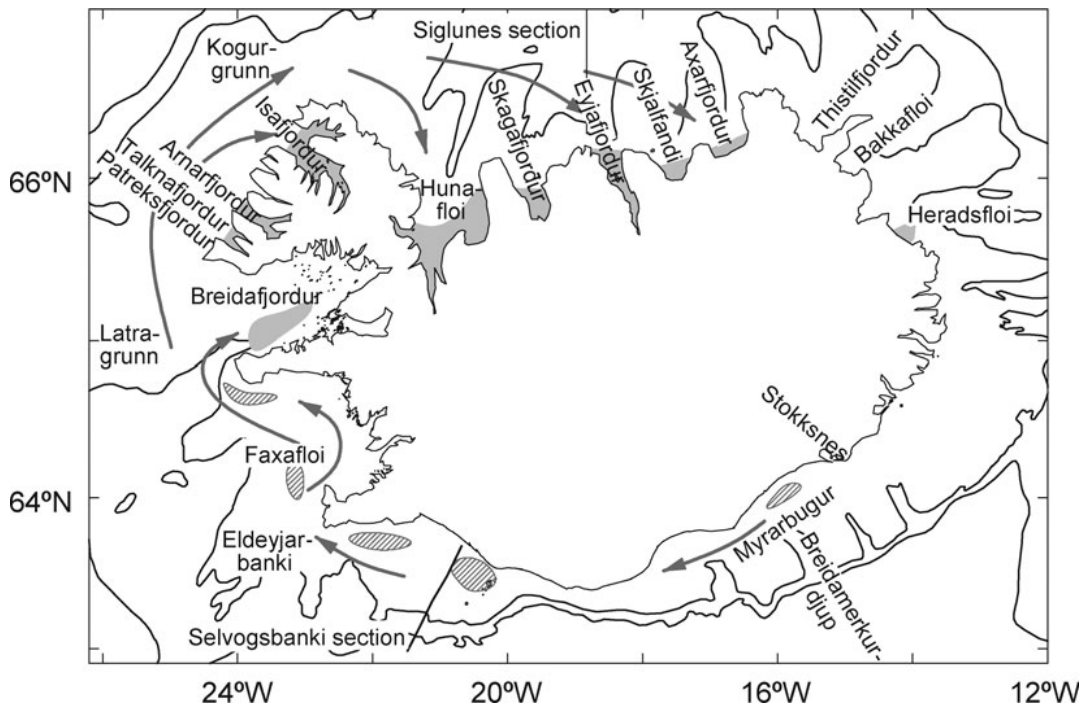 Kogur-
grunn
Siglunes section
Isafjordur
Skagafjordur
Eyjafjordur
Skjalfandi
Axarfjordur
Thistilfjordur
Bakkafloi
Arnarfjordur
Talknafjordur
Patreksfjordur
66ºN
Huna-
floi
Heradsfloi
Breidafjordur
Latra-
grunn
Stokksnes
Faxafloi
64ºN
Eldeyjar-
banki
Myrarbugur
Breidamerkur-
djup
Selvogsbanki section
24ºW
20ºW
16ºW
12ºW